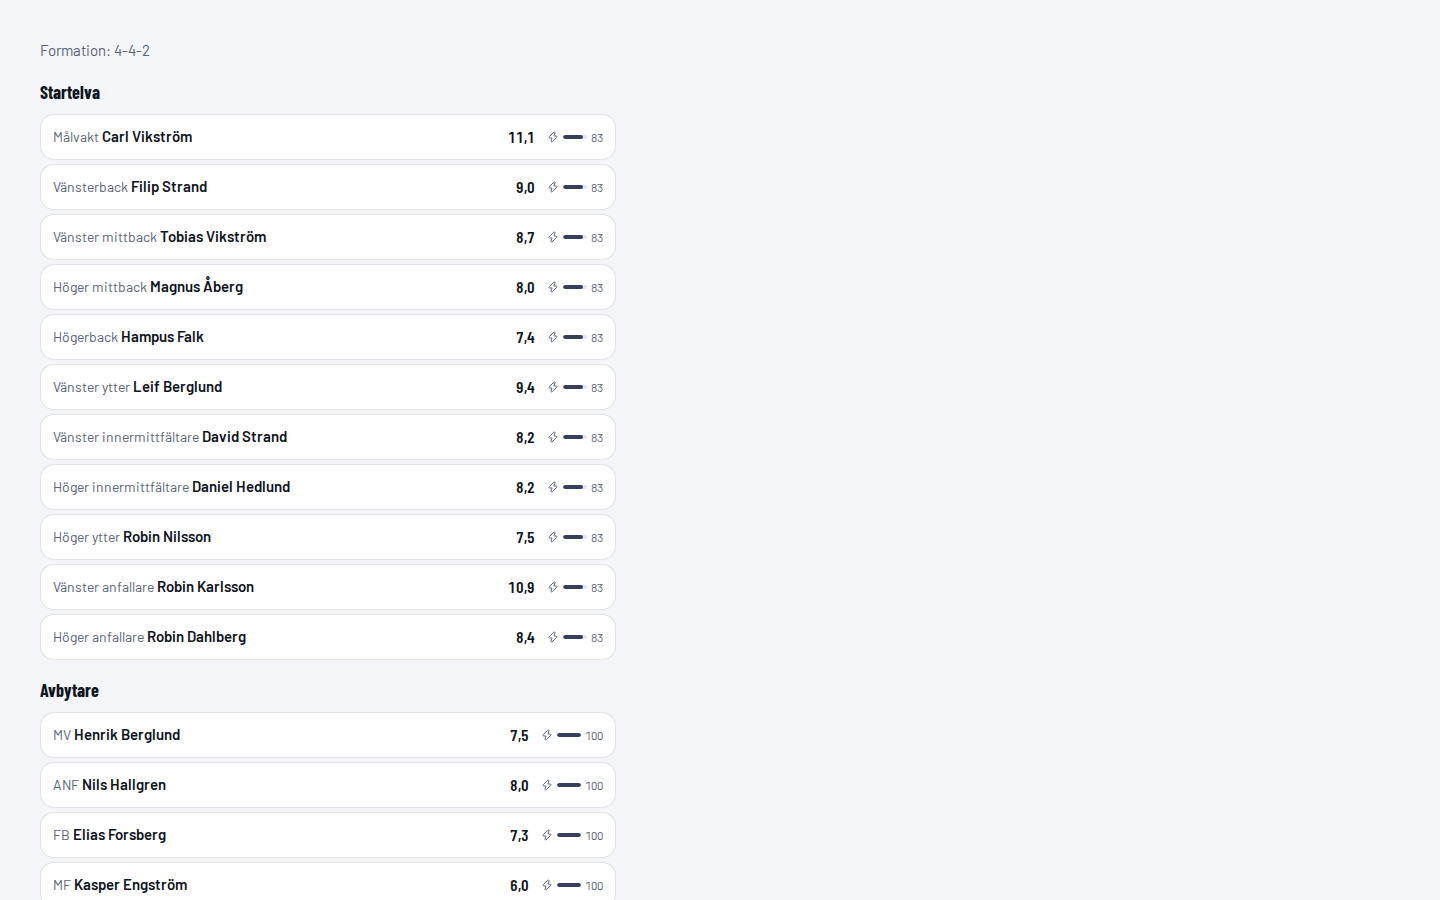 Formation: 4-4-2
Startelva
Målvakt Carl Vikström 11,1 83
Vänsterback Filip Strand 9,0 83
Vänster mittback Tobias Vikström 8,7 83
Höger mittback Magnus Åberg 8,0 83
Högerback Hampus Falk 7,4 83
Vänster ytter Leif Berglund 9,4 83
Vänster innermittfältare David Strand 8,2 83
Höger innermittfältare Daniel Hedlund 8,2 83
Höger ytter Robin Nilsson 7,5 83
Vänster anfallare Robin Karlsson 10,9 83
Höger anfallare Robin Dahlberg 8,4 83
Avbytare
MV Henrik Berglund 7,5 100
ANF Nils Hallgren 8,0 100
FB Elias Forsberg 7,3 100
MF Kasper Engström 6,0 100